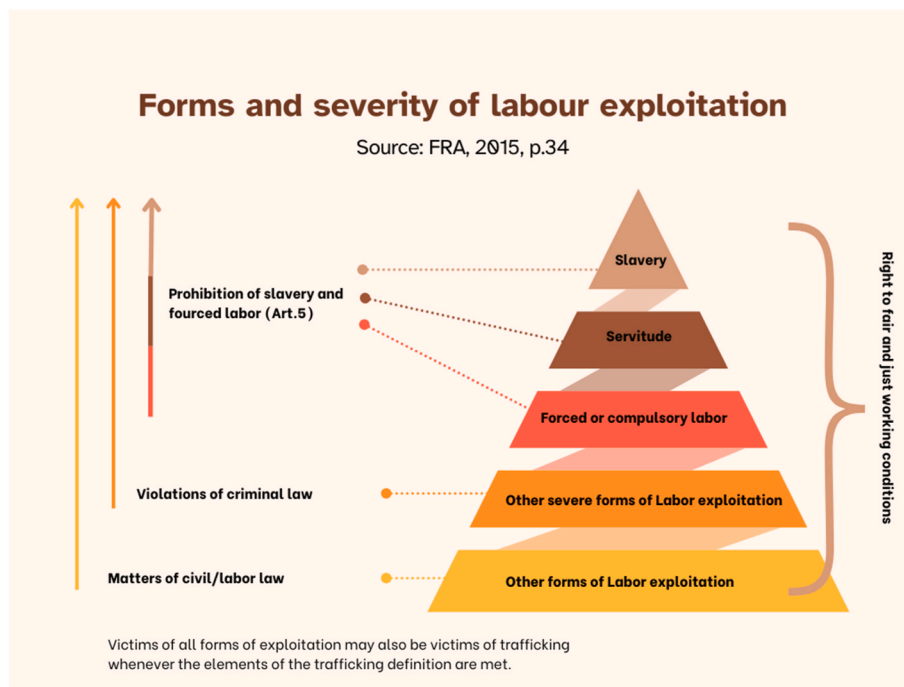 Forms and severity of labour exploitation
Source: FRA, 2015, p.34
Slavery
Prohibition of slavery and
fourced labor (Art.5)
Servitude
Forced or compulsory labor
Violations of criminal law
Other severe forms of Labor exploitation
Matters of civil/labor law
Other forms of Labor exploitation
Right to fair and just working conditions
Victims of all forms of exploitation may also be victims of trafficking
whenever the elements of the trafficking definition are met.